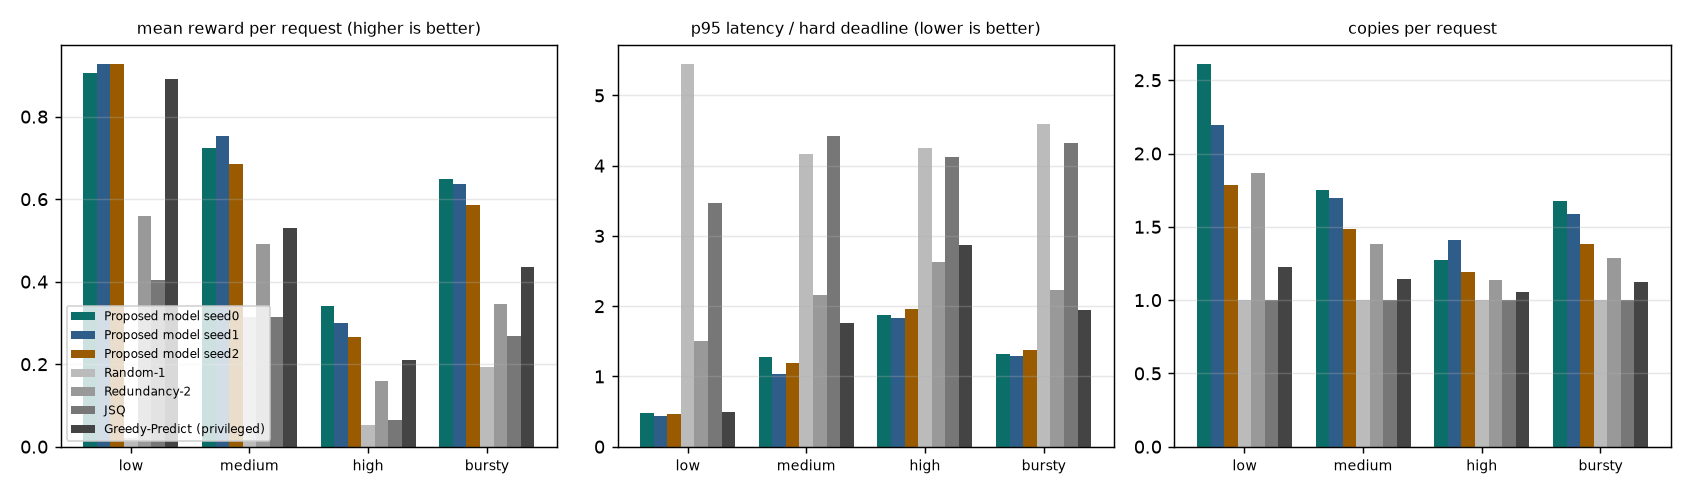 mean reward per request (higher is better)
0.8
0.6
0.4
0.2
0.0
Proposed model seed0
Proposed model seed1
Proposed model seed2
Random-1
Redundancy-2
JSQ
Greedy-Predict (privileged)
low medium high bursty
p95 latency / hard deadline (lower is better)
5
4
3
2
1
0
low medium high bursty
copies per request
2.5
2.0
1.5
1.0
0.5
0.0
low medium high bursty